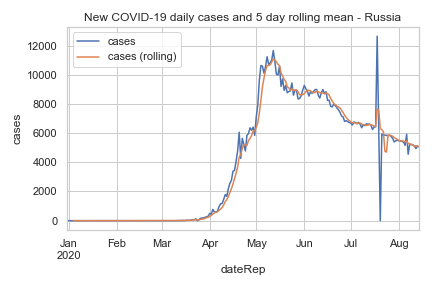 New COVID-19 daily cases and 5 day rolling mean - Russia
cases
cases (rolling)
12000
10000
8000
6000
4000
2000
0
cases
Jan Feb Mar Apr May Jun Jul Aug
2020
dateRep